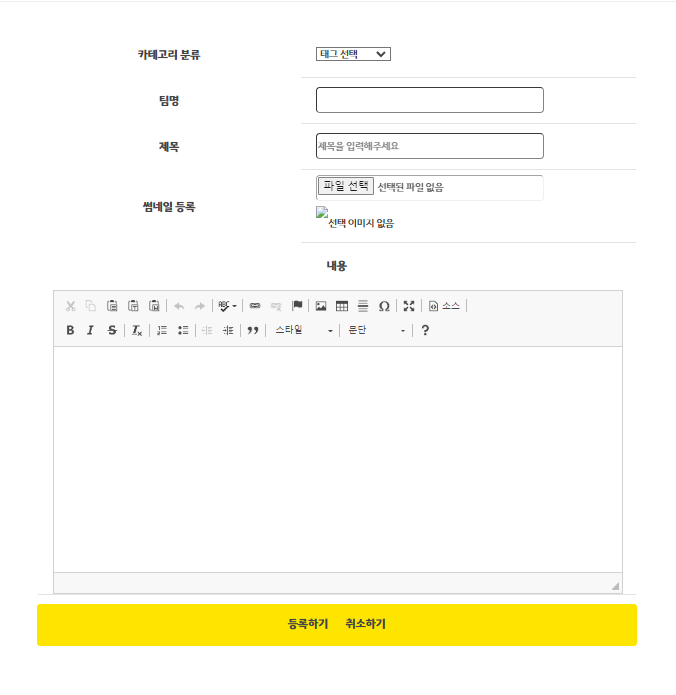 카테고리 분류 태그 선택
팀명
제목 제목을 입력해주세요
썸네일 등록 파일 선택 선택된 파일 없음
선택 이미지 없음
내용
ABC Ω 소스
B I S Ix 스타일 문단 ?
등록하기 취소하기